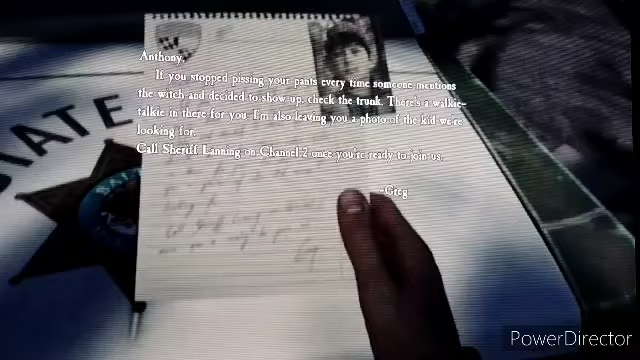 STATE
Anthony,
If you stopped pissing your pants every time someone mentions
the witch and decided to show up, check the trunk. There's a walkie-
talkie in there for you. I'm also leaving you a photo of the kid we're
looking for.
Call Sheriff Lanning on Channel 2 once you're ready to join us.
-Greg
PowerDirector